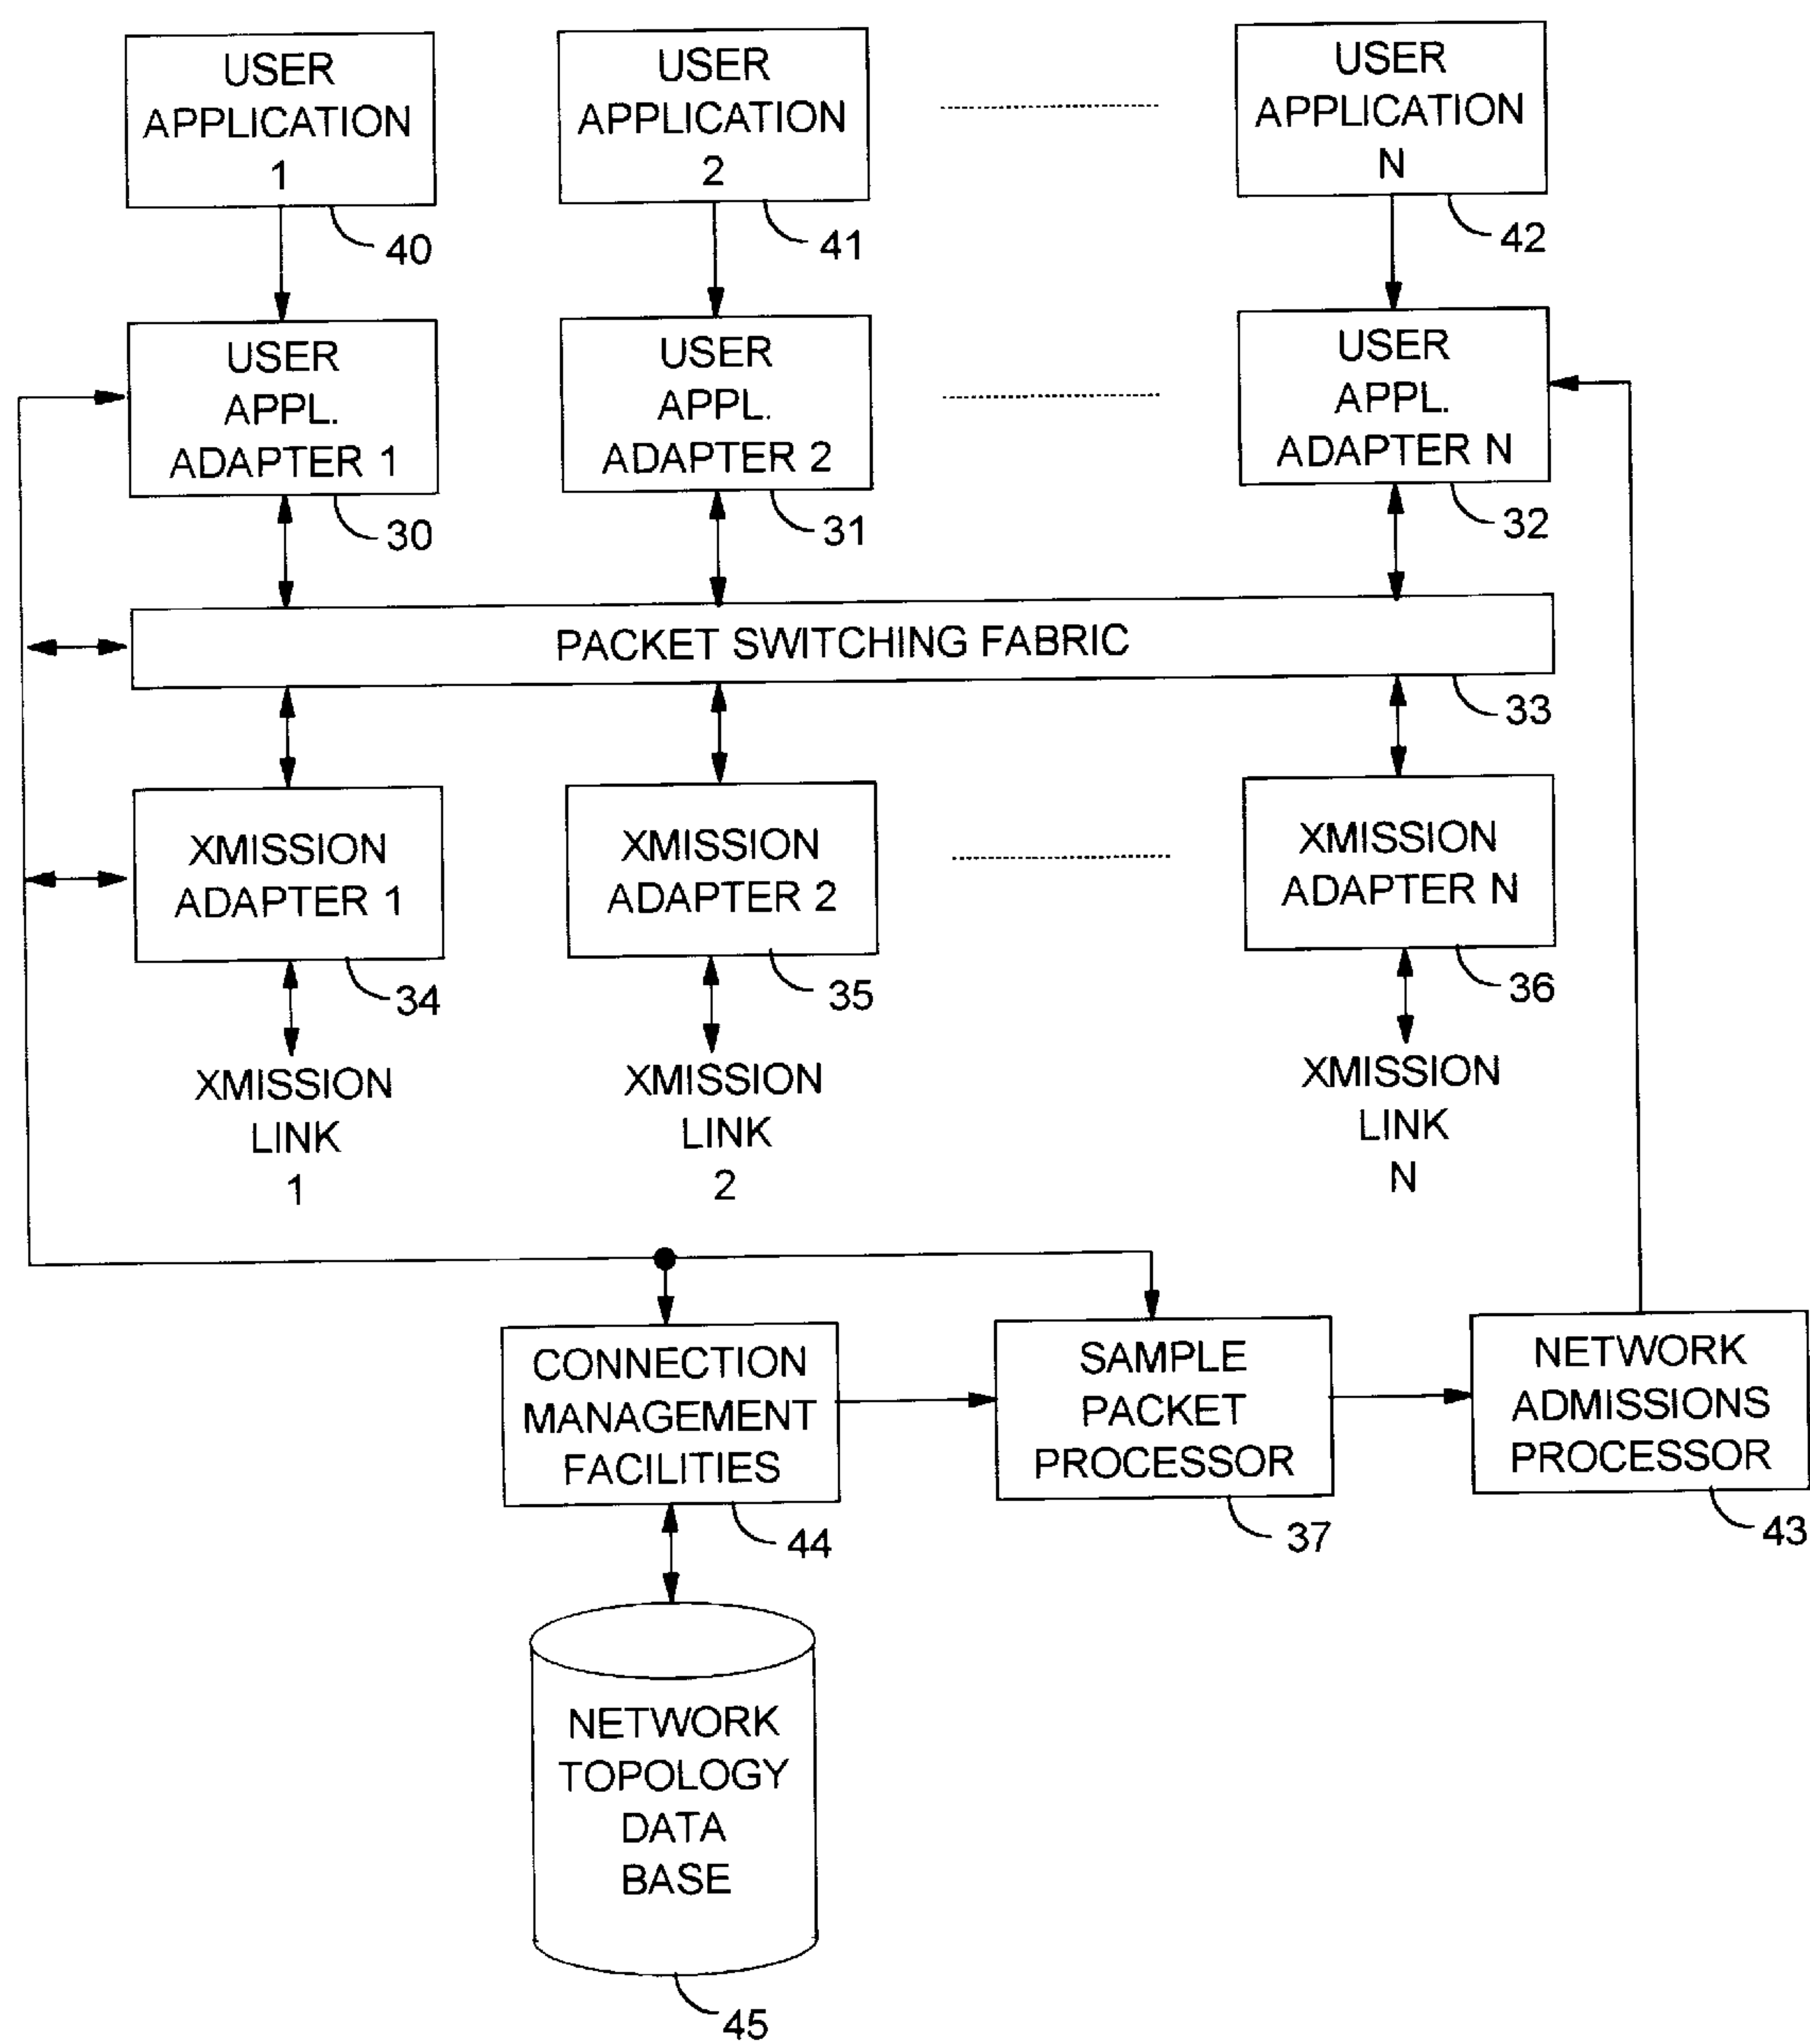 USER
APPLICATION
1
40
USER
APPLICATION
2
41
USER
APPLICATION
N
42
USER
APPL.
ADAPTER 1
30
USER
APPL.
ADAPTER 2
31
USER
APPL.
ADAPTER N
32
PACKET SWITCHING FABRIC
33
XMISSION
ADAPTER 1
34
XMISSION
ADAPTER 2
35
XMISSION
ADAPTER N
36
XMISSION
LINK
1
XMISSION
LINK
2
XMISSION
LINK
N
CONNECTION
MANAGEMENT
FACILITIES
44
SAMPLE
PACKET
PROCESSOR
37
NETWORK
ADMISSIONS
PROCESSOR
43
NETWORK
TOPOLOGY
DATA
BASE
45